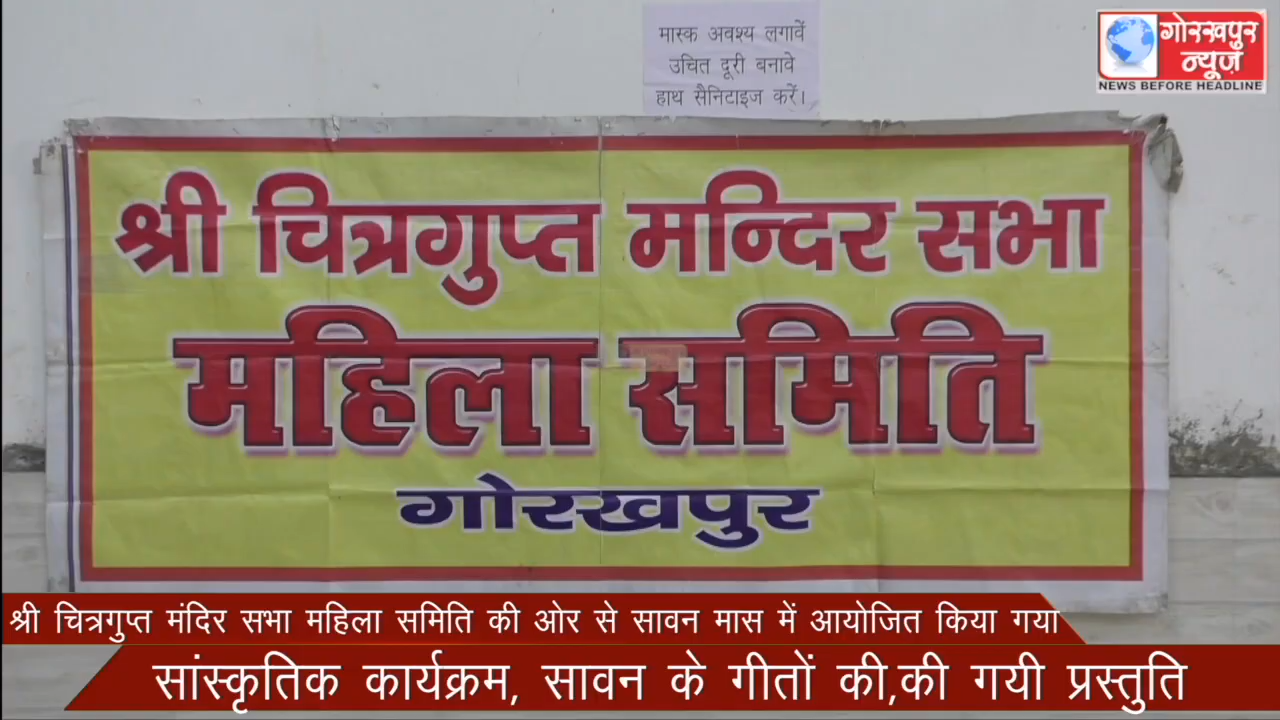 मास्क अवश्य लगावें
उचित दूरी बनावे
हाथ सैनिटाइज करें।
गोरखपुर
न्यूज़
NEWS BEFORE HEADLINE
श्री चित्रगुप्त मन्दिर सभा
महिला समिति
गोरखपुर
श्री चित्रगुप्त मंदिर सभा महिला समिति की ओर से सावन मास में आयोजित किया गया
सांस्कृतिक कार्यक्रम, सावन के गीतों की,की गयी प्रस्तुति